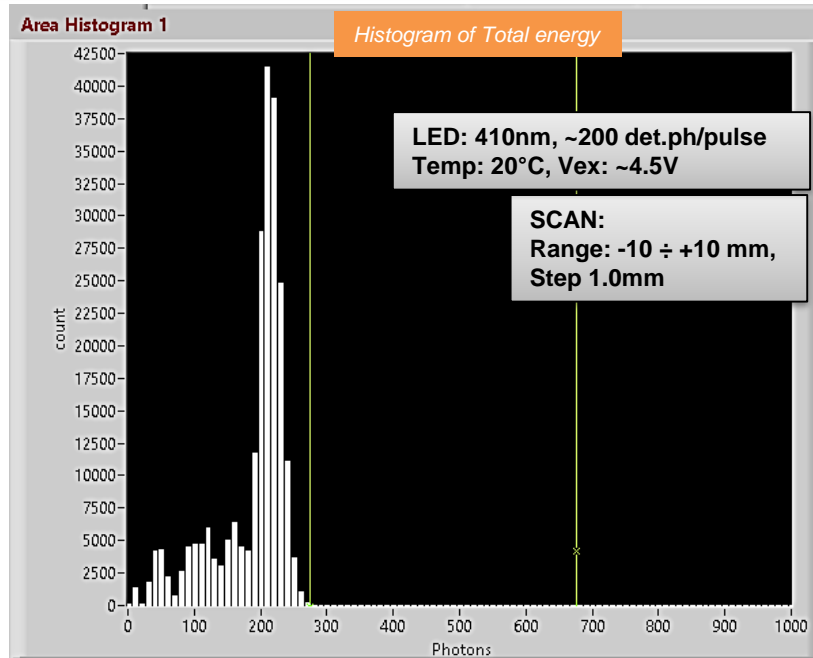 Area Histogram 1
Histogram of Total energy
LED: 410nm, ~200 det.ph/pulse
Temp: 20°C, Vex: ~4.5V
SCAN:
Range: -10 ÷ +10 mm,
Step 1.0mm
count
42500
40000
37500
35000
32500
30000
27500
25000
22500
20000
17500
15000
12500
10000
7500
5000
2500
0
0 100 200 300 400 500 600 700 800 900 1000
Photons